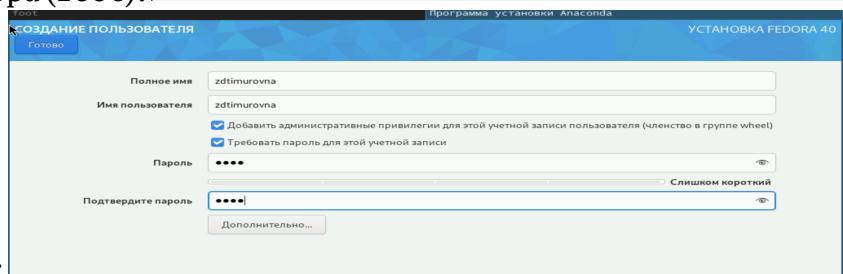 foot Программа установки Anaconda
СОЗДАНИЕ ПОЛЬЗОВАТЕЛЯ УСТАНОВКА FEDORA 40
Готово
Полное имя zdtimurovna
Имя пользователя zdtimurovna
Добавить административные привилегии для этой учетной записи пользователя (членство в группе wheel)
Требовать пароль для этой учетной записи
Пароль ••••
Слишком короткий
Подтвердите пароль ••••
Дополнительно...